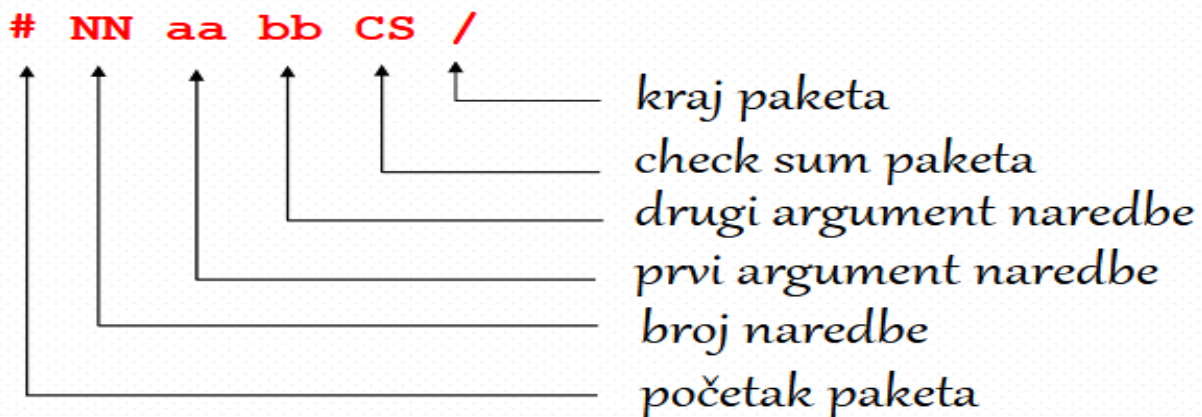 # NN aa bb CS /
kraj paketa
check sum paketa
drugi argument naredbe
prvi argument naredbe
broj naredbe
početak paketa